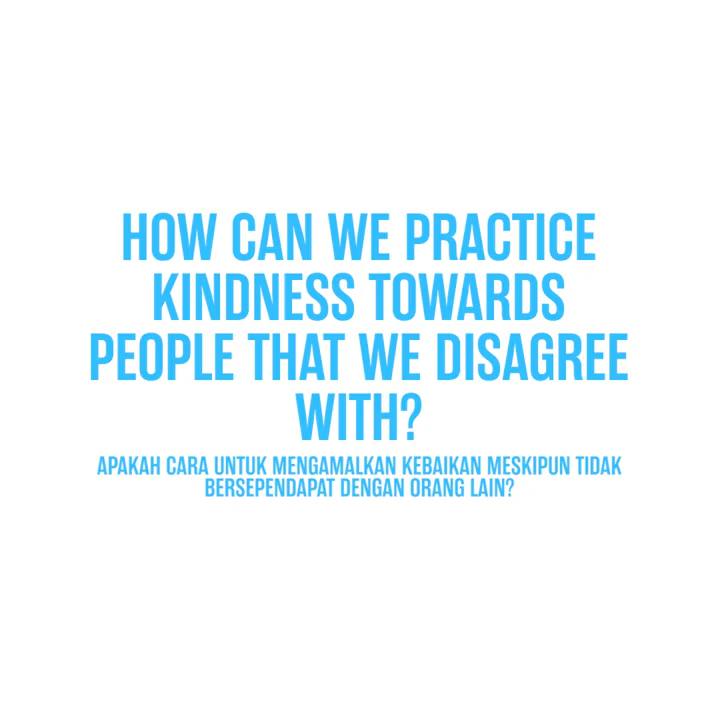 HOW CAN WE PRACTICE
KINDNESS TOWARDS
PEOPLE THAT WE DISAGREE
WITH?
APAKAH CARA UNTUK MENGAMALKAN KEBAIKAN MESKIPUN TIDAK
BERSEPENDAPAT DENGAN ORANG LAIN?